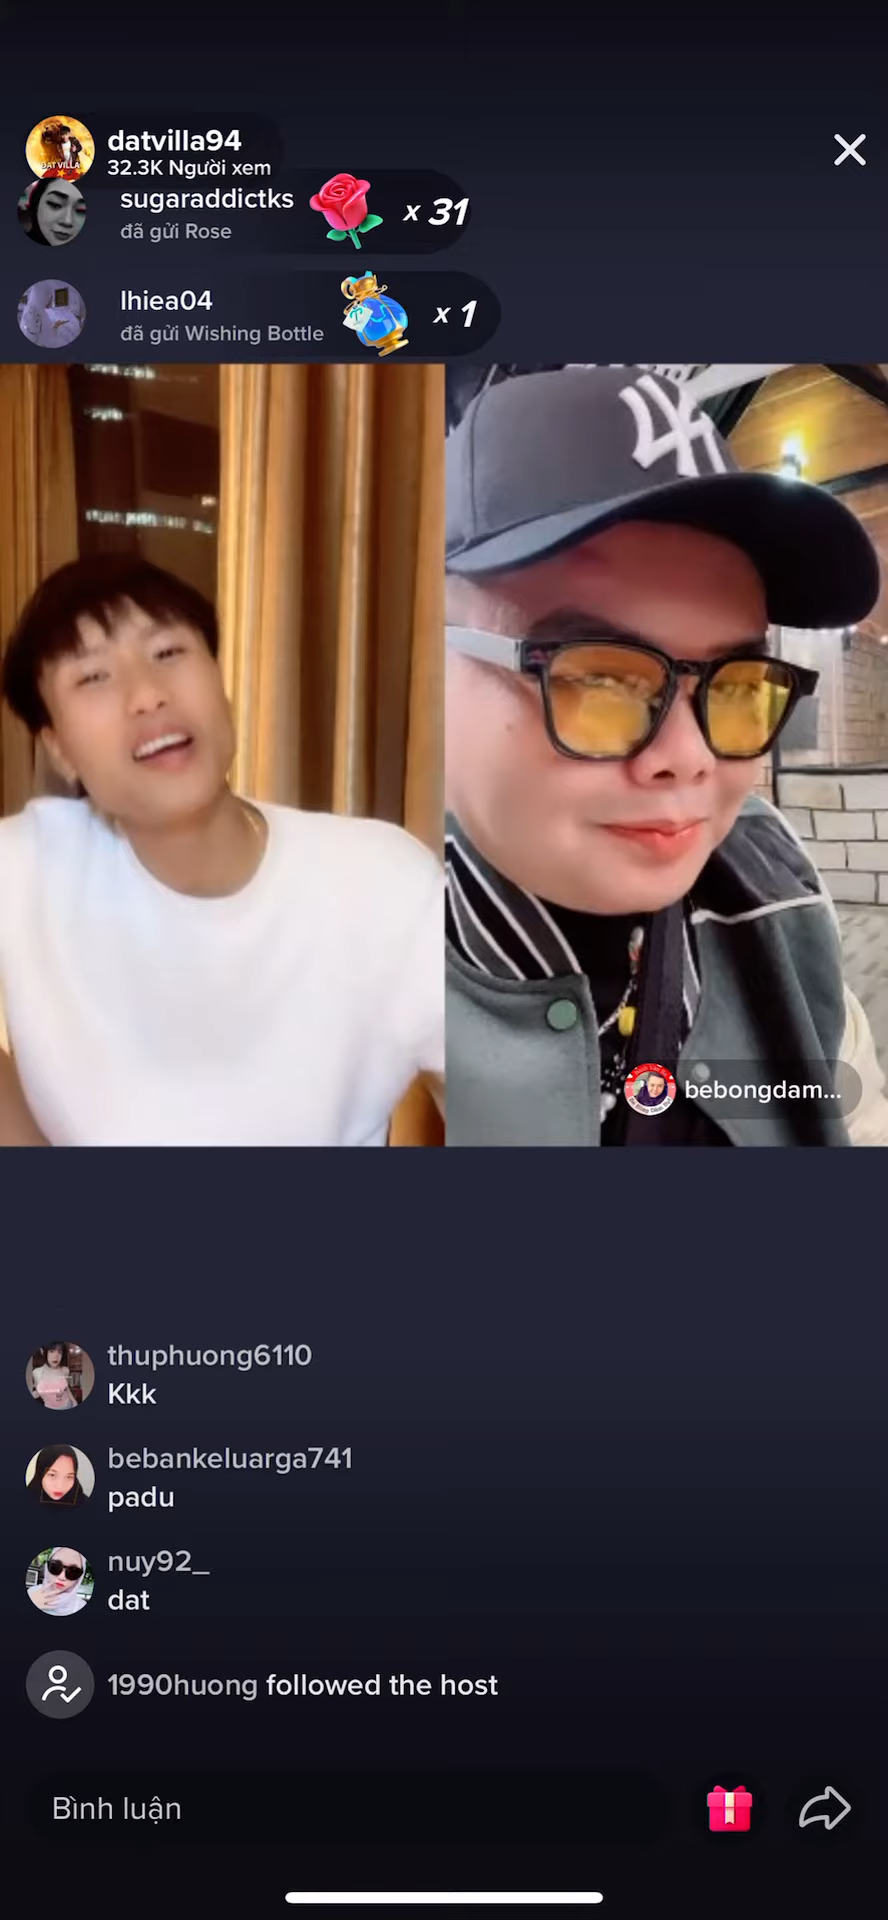 datvilla94
32.3K Người xem
sugaraddictks
đã gửi Rose
x 31
lhiea04
đã gửi Wishing Bottle
x 1
bebongdam...
thuphuong6110
Kkk
bebankeluarga741
padu
nuy92_
dat
1990huong followed the host
Bình luận